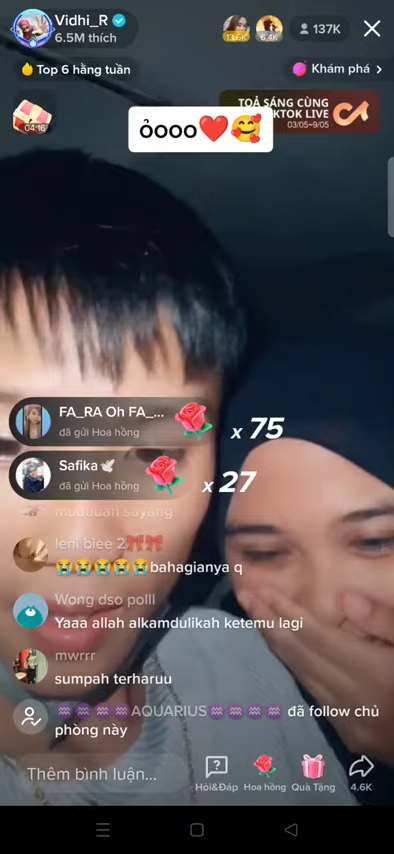 Vidhi_R
6.5M thích
13.6K
6.4K
137K
Top 6 hằng tuần
Khám phá >
04:16
TOẢ SÁNG CÙNG
TIKTOK LIVE
03/05~9/05
ỏooo❤️🥰
FA_RA Oh FA_...
đã gửi Hoa hồng
x 75
Safika🕊
đã gửi Hoa hồng
x 27
muduuan sayang
leni biee 2🎀🎀
😭😭😭😭😭bahagianya q
Wong dso polll
Yaaa allah alkamdulikah ketemu lagi
mwrrr
sumpah terharuu
♒♒♒♒AQUARIUS♒♒♒♒ đã follow chủ
phòng này
Thêm bình luận...
Hỏi&Đáp
Hoa hồng
Quà Tặng
4.6K